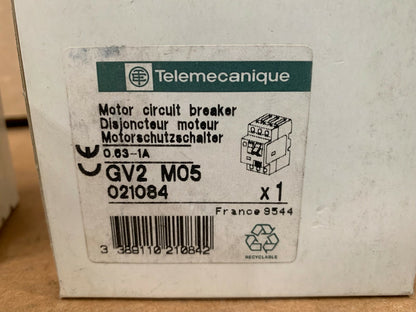 Telemecanique
Motor circuit breaker
Disjoncteur moteur
Motorschutzschalter
0.63-1A
CE
GV2 M05
021084
x 1
France 9544
3 389110 210842
RECYCLABLE